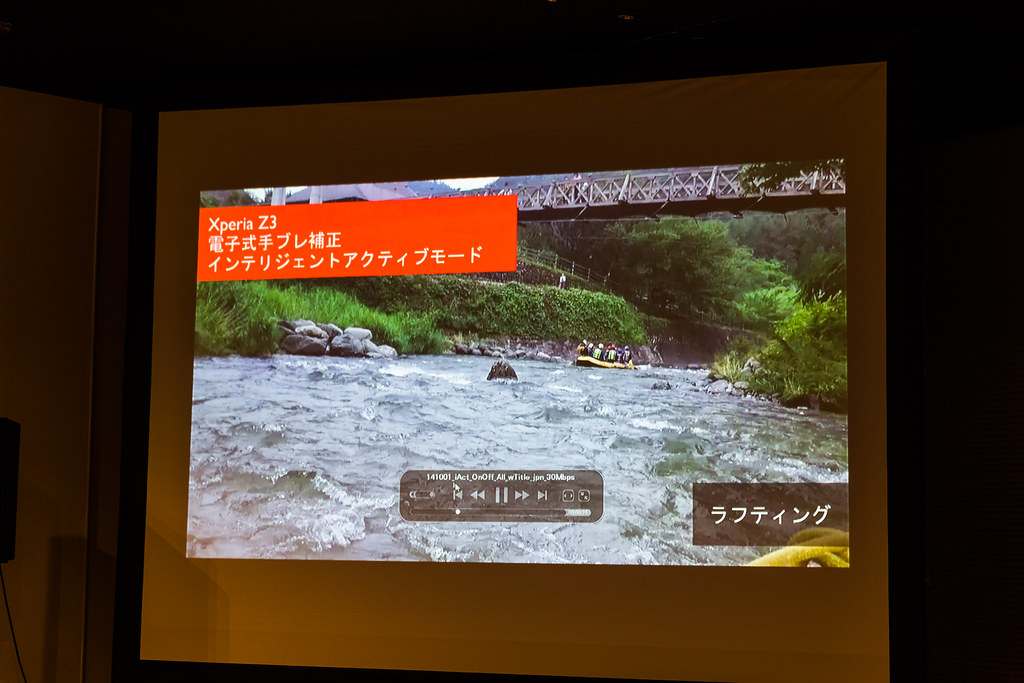 Xperia Z3
電子式手ブレ補正
インテリジェントアクティブモード
141001_iAct_OnOff_All_wTitle_jpn_30Mbps
ラフティング